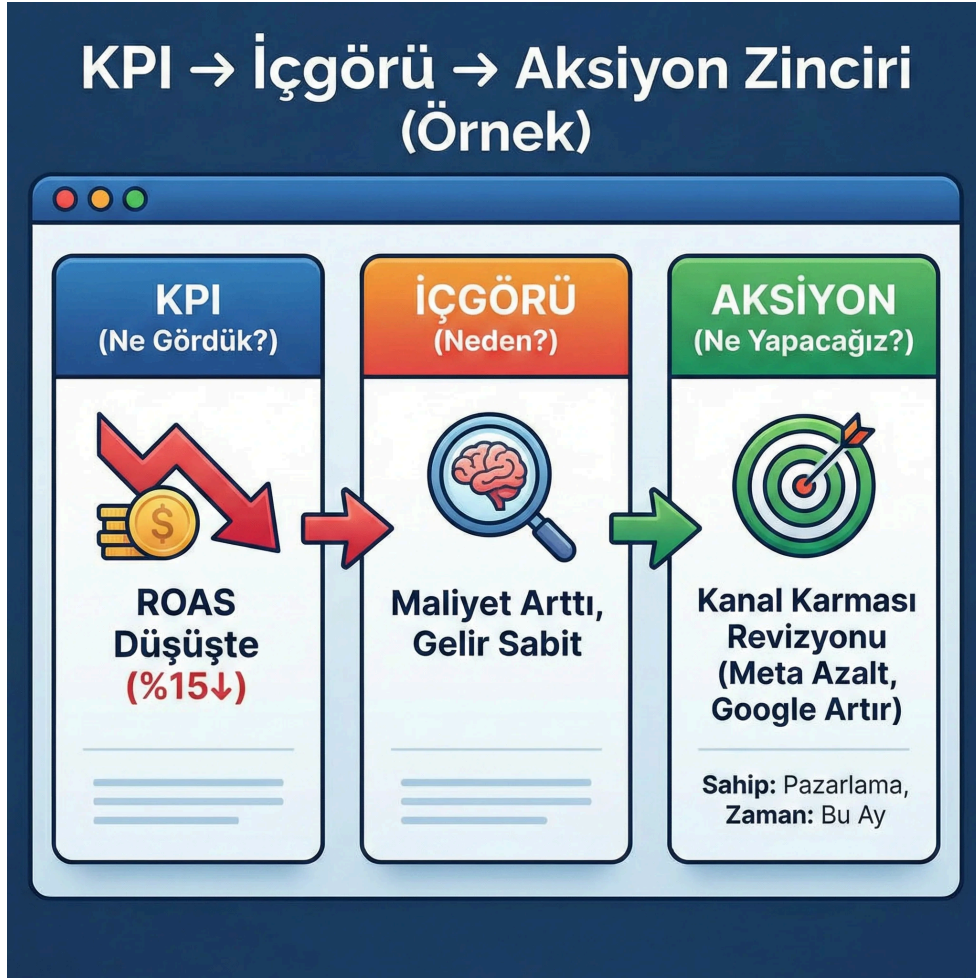 KPI → İçgörü → Aksiyon Zinciri
(Örnek)
KPI
(Ne Gördük?)
ROAS
Düşüşte
(%15↓)
İÇGÖRÜ
(Neden?)
Maliyet Arttı,
Gelir Sabit
AKSİYON
(Ne Yapacağız?)
Kanal Karması
Revizyonu
(Meta Azalt,
Google Artır)
Sahip: Pazarlama,
Zaman: Bu Ay